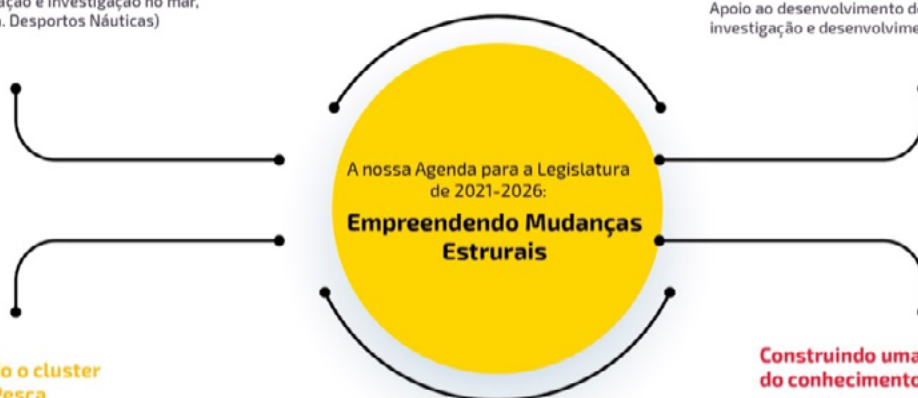 ação e investigação no mar,
. Desportos Náuticas)
Apoio ao desenvolvimento d
investigação e desenvolvime
A nossa Agenda para a Legislatura
de 2021-2026:
Empreendendo Mudanças
Estrurais
o o cluster
Pesca
Construindo uma
do conhecimento